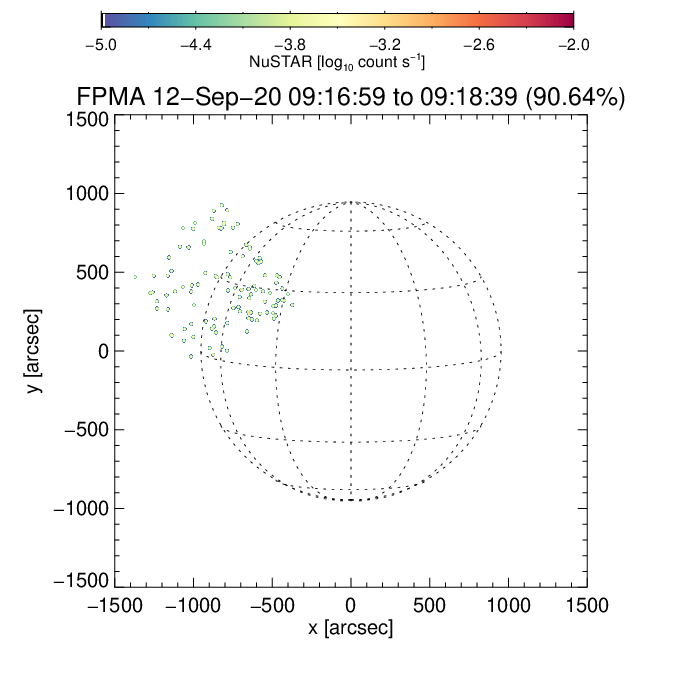 −5.0 −4.4 −3.8 −3.2 −2.6 −2.0
NuSTAR [log₁₀ count s⁻¹]
FPMA 12−Sep−20 09:16:59 to 09:18:39 (90.64%)
1500
1000
500
0
−500
−1000
−1500
y [arcsec]
−1500 −1000 −500 0 500 1000 1500
x [arcsec]